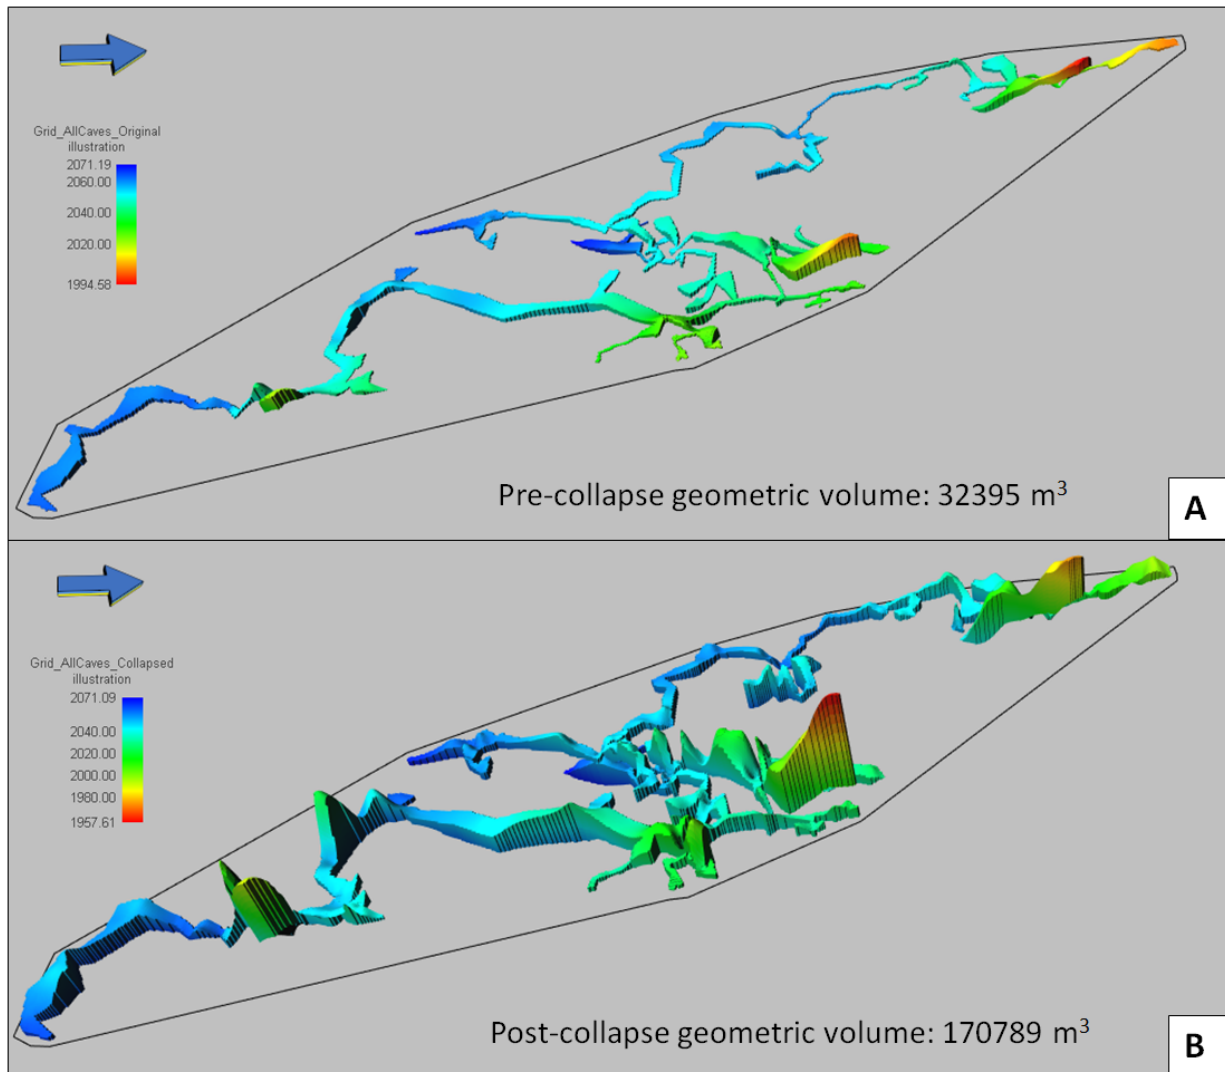 Grid_AllCaves_Original
illustration
2071.19
2060.00
2040.00
2020.00
1994.58
Pre-collapse geometric volume: 32395 m³
A
Grid_AllCaves_Collapsed
illustration
2071.09
2040.00
2020.00
2000.00
1980.00
1957.61
Post-collapse geometric volume: 170789 m³
B